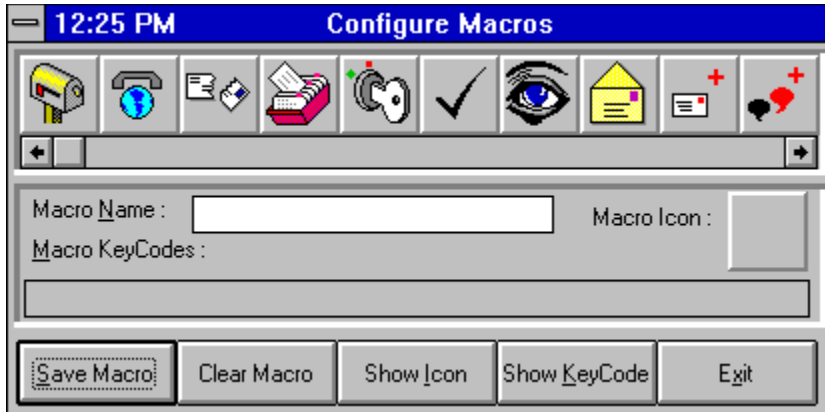 12:25 PM Configure Macros
Macro Name :
Macro Icon :
Macro KeyCodes :
Save Macro Clear Macro Show Icon Show KeyCode Exit